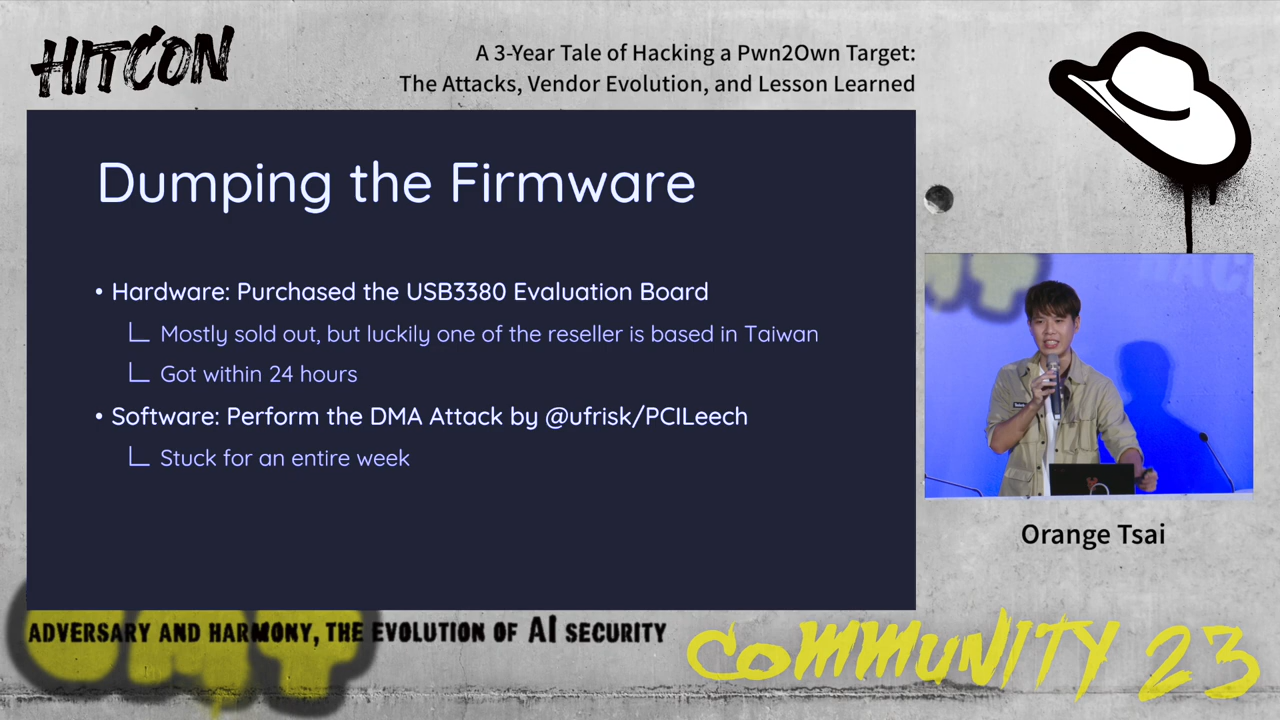 HITCON
A 3-Year Tale of Hacking a Pwn2Own Target:
The Attacks, Vendor Evolution, and Lesson Learned
Dumping the Firmware
• Hardware: Purchased the USB3380 Evaluation Board
Mostly sold out, but luckily one of the reseller is based in Taiwan
Got within 24 hours
• Software: Perform the DMA Attack by @ufrisk/PCILeech
Stuck for an entire week
Orange Tsai
ADVERSARY AND HARMONY, THE EVOLUTION OF AI SECURITY
COMMUNITY 23